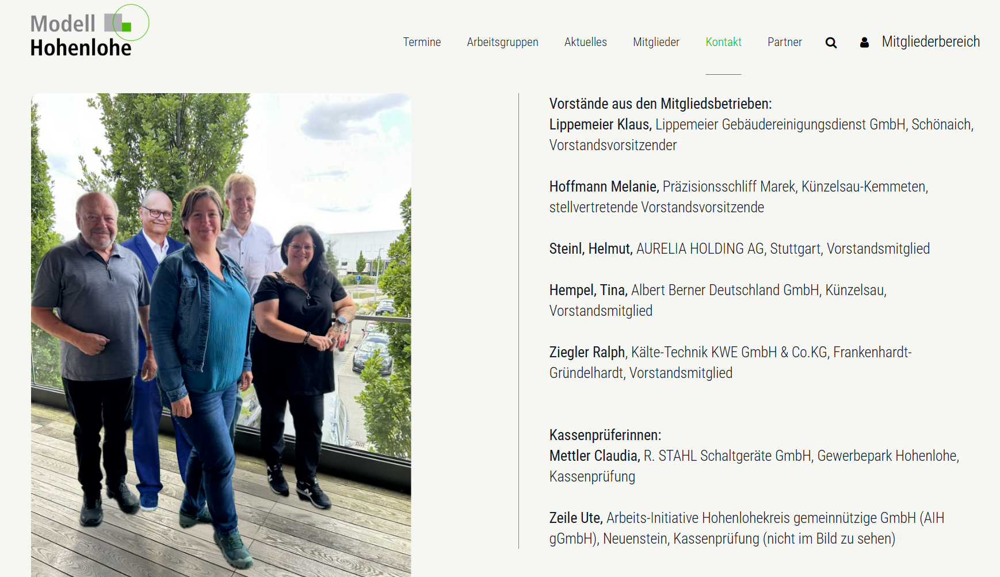 Modell
Hohenlohe
Termine Arbeitsgruppen Aktuelles Mitglieder Kontakt Partner Mitgliederbereich
Vorstände aus den Mitgliedsbetrieben:
Lippemeier Klaus, Lippemeier Gebäudereinigungsdienst GmbH, Schönaich,
Vorstandsvorsitzender
Hoffmann Melanie, Präzisionsschliff Marek, Künzelsau-Kemmeten,
stellvertretende Vorstandsvorsitzende
Steinl, Helmut, AURELIA HOLDING AG, Stuttgart, Vorstandsmitglied
Hempel, Tina, Albert Berner Deutschland GmbH, Künzelsau,
Vorstandsmitglied
Ziegler Ralph, Kälte-Technik KWE GmbH & Co.KG, Frankenhardt-
Gründelhardt, Vorstandsmitglied
Kassenprüferinnen:
Mettler Claudia, R. STAHL Schaltgeräte GmbH, Gewerbepark Hohenlohe,
Kassenprüfung
Zeile Ute, Arbeits-Initiative Hohenlohekreis gemeinnützige GmbH (AIH
gGmbH), Neuenstein, Kassenprüfung (nicht im Bild zu sehen)